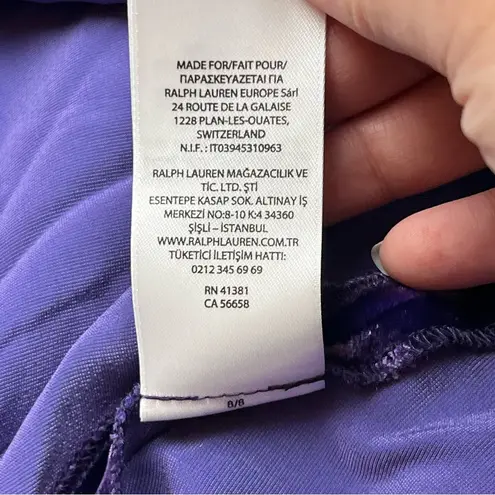 MADE FOR/FAIT POUR/
ΠΑΡΑΣΚΕΥΑΖΕΤΑΙ ΓΙΑ
RALPH LAUREN EUROPE Sárl
24 ROUTE DE LA GALAISE
1228 PLAN-LES-OUATES,
SWITZERLAND
N.I.F. : IT03945310963
RALPH LAUREN MAĞAZACILIK VE
TİC. LTD. ŞTİ
ESENTEPE KASAP SOK. ALTINAY İŞ
MERKEZİ NO:8-10 K:4 34360
ŞİŞLİ – İSTANBUL
WWW.RALPHLAUREN.COM.TR
TÜKETİCİ İLETİŞİM HATTI:
0212 345 69 69
RN 41381
CA 56658
8/8